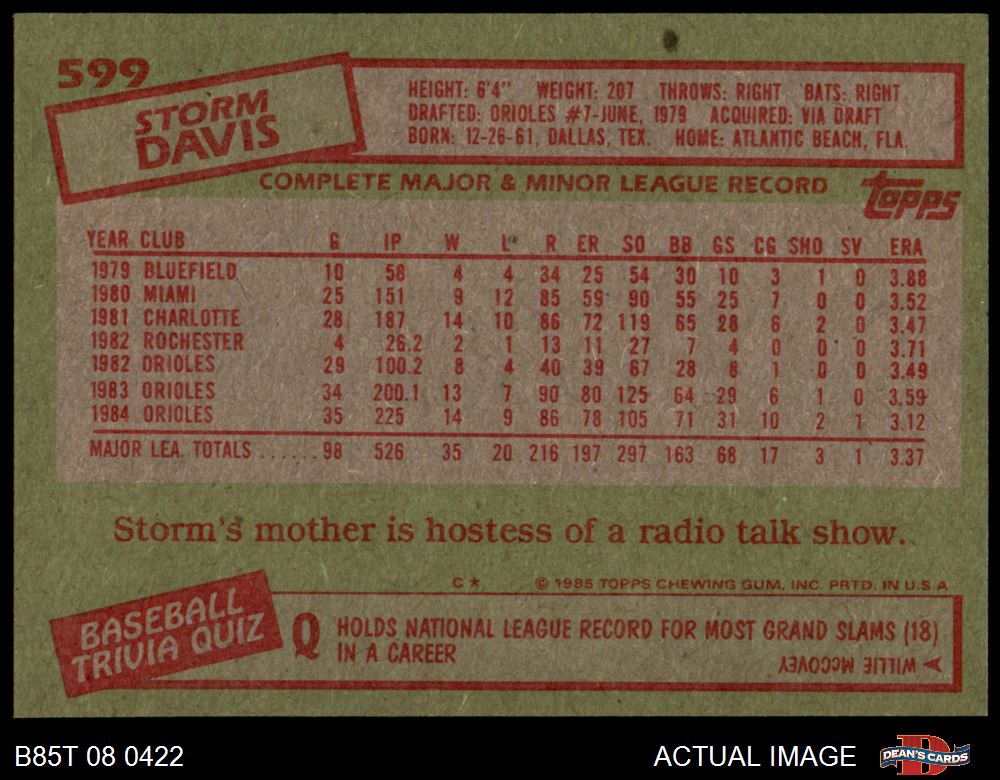 599
STORM
DAVIS
HEIGHT: 6'4" WEIGHT: 207 THROWS: RIGHT BATS: RIGHT
DRAFTED: ORIOLES #7-JUNE, 1979 ACQUIRED: VIA DRAFT
BORN: 12-26-61, DALLAS, TEX. HOME: ATLANTIC BEACH, FLA.
COMPLETE MAJOR & MINOR LEAGUE RECORD
topps
YEAR CLUB G IP W L R ER SO BB GS CG SHO SV ERA
1979 BLUEFIELD 10 58 4 4 34 25 54 30 10 3 1 0 3.88
1980 MIAMI 25 151 9 12 85 59 90 55 25 7 0 0 3.52
1981 CHARLOTTE 28 187 14 10 86 72 119 65 28 6 2 0 3.47
1982 ROCHESTER 4 26.2 2 1 13 11 27 7 4 0 0 0 3.71
1982 ORIOLES 29 100.2 8 4 40 39 67 28 8 1 0 0 3.49
1983 ORIOLES 34 200.1 13 7 90 80 125 64 29 6 1 0 3.59
1984 ORIOLES 35 225 14 9 86 78 105 71 31 10 2 1 3.12
MAJOR LEA. TOTALS ......98 526 35 20 216 197 297 163 68 17 3 1 3.37
Storm's mother is hostess of a radio talk show.
C* © 1985 TOPPS CHEWING GUM, INC. PRTD. IN U.S.A.
BASEBALL
TRIVIA QUIZ
Q HOLDS NATIONAL LEAGUE RECORD FOR MOST GRAND SLAMS (18)
IN A CAREER
WILLIE McCOVEY
B85T 08 0422
ACTUAL IMAGE
DEAN'S CARDS